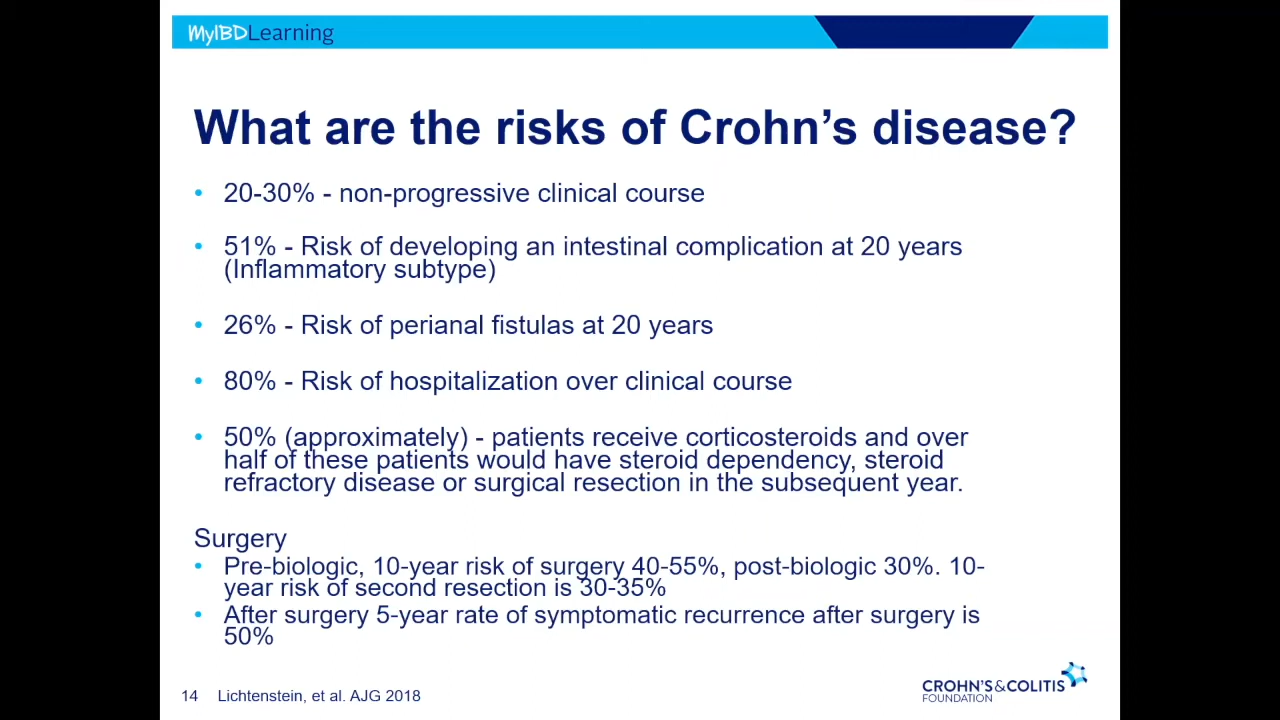 MyIBDLearning
What are the risks of Crohn's disease?
• 20-30% - non-progressive clinical course
• 51% - Risk of developing an intestinal complication at 20 years
(Inflammatory subtype)
• 26% - Risk of perianal fistulas at 20 years
• 80% - Risk of hospitalization over clinical course
• 50% (approximately) - patients receive corticosteroids and over
half of these patients would have steroid dependency, steroid
refractory disease or surgical resection in the subsequent year.
Surgery
• Pre-biologic, 10-year risk of surgery 40-55%, post-biologic 30%. 10-
year risk of second resection is 30-35%
• After surgery 5-year rate of symptomatic recurrence after surgery is
50%
14 Lichtenstein, et al. AJG 2018
CROHN'S&COLITIS
FOUNDATION